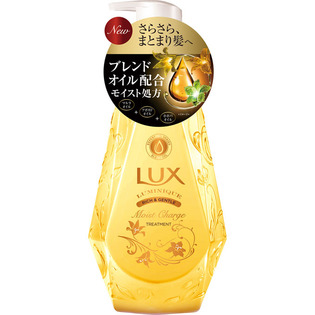 New
さらさら、
まとまり髪へ
ブレンド
オイル配合
モイスト処方
LUX
LUMINIQUE
RICH & GENTLE
Moist Charge
TREATMENT